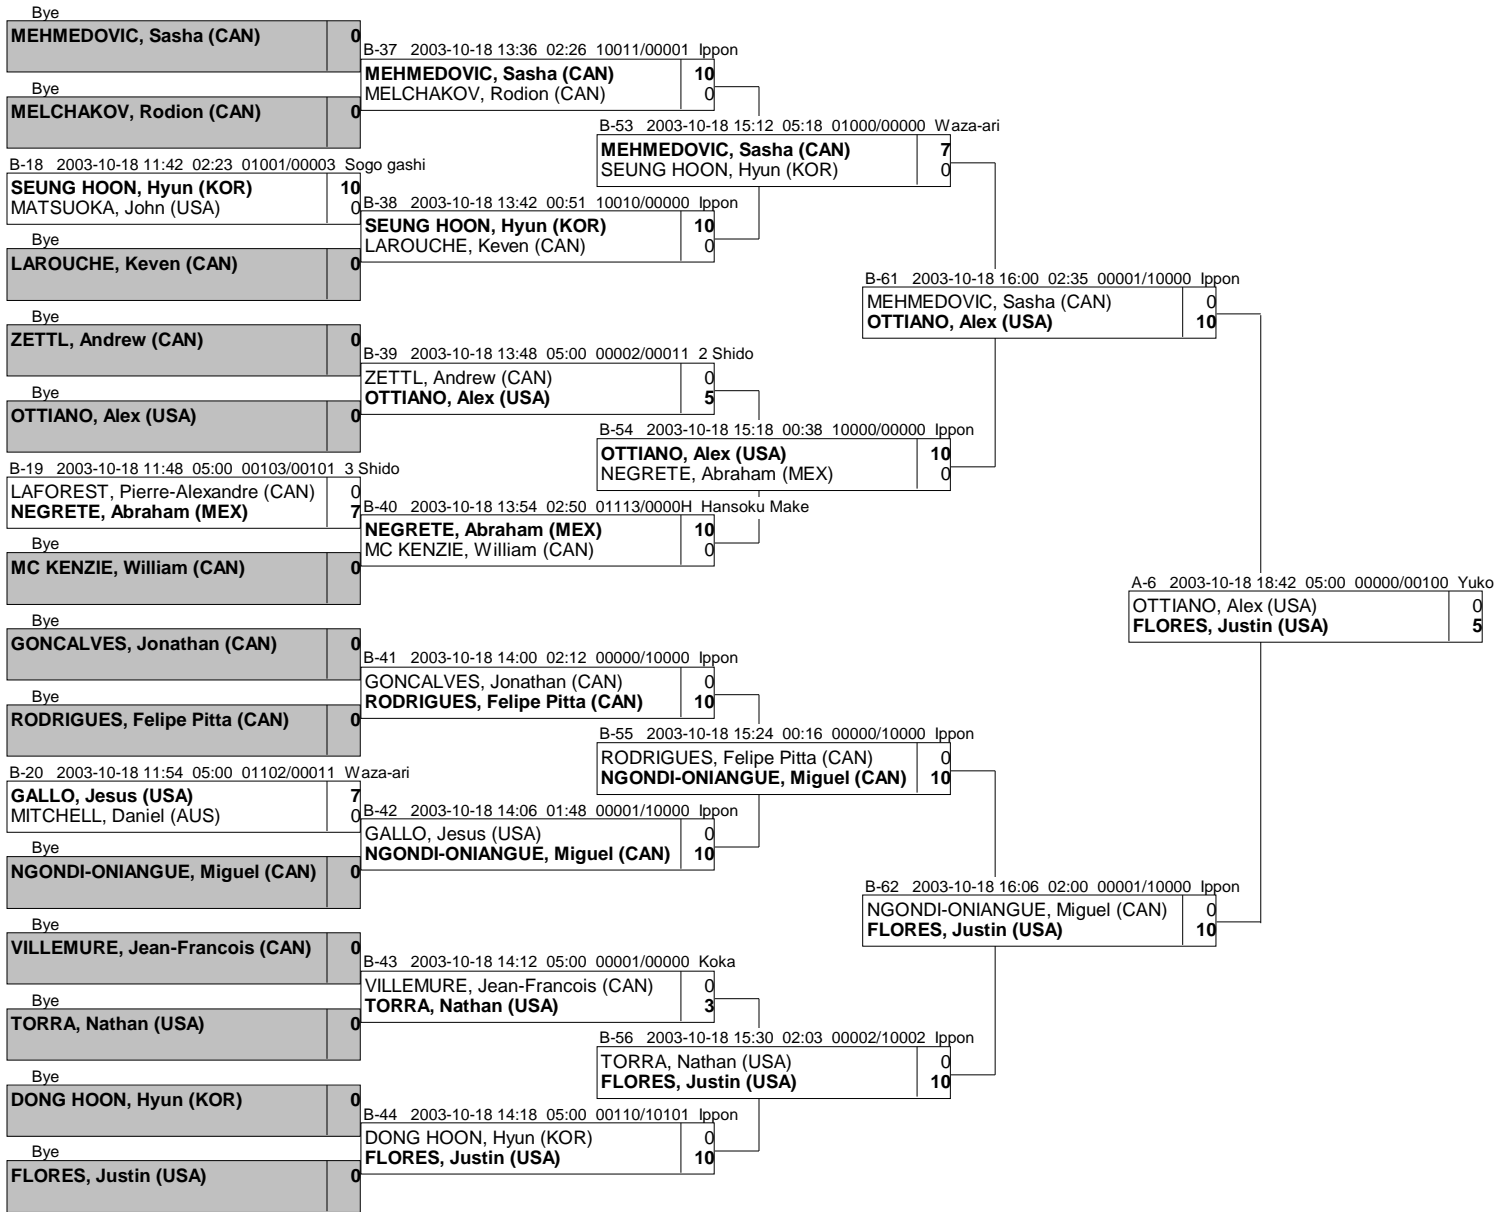 Bye
MEHMEDOVIC, Sasha (CAN) 0
Bye
MELCHAKOV, Rodion (CAN) 0
B-18 2003-10-18 11:42 02:23 01001/00003 Sogo gashi
SEUNG HOON, Hyun (KOR) 10
MATSUOKA, John (USA) 0
Bye
LAROUCHE, Keven (CAN) 0
Bye
ZETTL, Andrew (CAN) 0
Bye
OTTIANO, Alex (USA) 0
B-19 2003-10-18 11:48 05:00 00103/00101 3 Shido
LAFOREST, Pierre-Alexandre (CAN) 0
NEGRETE, Abraham (MEX) 7
Bye
MC KENZIE, William (CAN) 0
Bye
GONCALVES, Jonathan (CAN) 0
Bye
RODRIGUES, Felipe Pitta (CAN) 0
B-20 2003-10-18 11:54 05:00 01102/00011 Waza-ari
GALLO, Jesus (USA) 7
MITCHELL, Daniel (AUS) 0
Bye
NGONDI-ONIANGUE, Miguel (CAN) 0
Bye
VILLEMURE, Jean-Francois (CAN) 0
Bye
TORRA, Nathan (USA) 0
Bye
DONG HOON, Hyun (KOR) 0
Bye
FLORES, Justin (USA) 0
B-37 2003-10-18 13:36 02:26 10011/00001 Ippon
MEHMEDOVIC, Sasha (CAN) 10
MELCHAKOV, Rodion (CAN) 0
B-38 2003-10-18 13:42 00:51 10010/00000 Ippon
SEUNG HOON, Hyun (KOR) 10
LAROUCHE, Keven (CAN) 0
B-39 2003-10-18 13:48 05:00 00002/00011 2 Shido
ZETTL, Andrew (CAN) 0
OTTIANO, Alex (USA) 5
B-40 2003-10-18 13:54 02:50 01113/0000H Hansoku Make
NEGRETE, Abraham (MEX) 10
MC KENZIE, William (CAN) 0
B-41 2003-10-18 14:00 02:12 00000/10000 Ippon
GONCALVES, Jonathan (CAN) 0
RODRIGUES, Felipe Pitta (CAN) 10
B-42 2003-10-18 14:06 01:48 00001/10000 Ippon
GALLO, Jesus (USA) 0
NGONDI-ONIANGUE, Miguel (CAN) 10
B-43 2003-10-18 14:12 05:00 00001/00000 Koka
VILLEMURE, Jean-Francois (CAN) 0
TORRA, Nathan (USA) 3
B-44 2003-10-18 14:18 05:00 00110/10101 Ippon
DONG HOON, Hyun (KOR) 0
FLORES, Justin (USA) 10
B-53 2003-10-18 15:12 05:18 01000/00000 Waza-ari
MEHMEDOVIC, Sasha (CAN) 7
SEUNG HOON, Hyun (KOR) 0
B-54 2003-10-18 15:18 00:38 10000/00000 Ippon
OTTIANO, Alex (USA) 10
NEGRETE, Abraham (MEX) 0
B-55 2003-10-18 15:24 00:16 00000/10000 Ippon
RODRIGUES, Felipe Pitta (CAN) 0
NGONDI-ONIANGUE, Miguel (CAN) 10
B-56 2003-10-18 15:30 02:03 00002/10002 Ippon
TORRA, Nathan (USA) 0
FLORES, Justin (USA) 10
B-61 2003-10-18 16:00 02:35 00001/10000 Ippon
MEHMEDOVIC, Sasha (CAN) 0
OTTIANO, Alex (USA) 10
B-62 2003-10-18 16:06 02:00 00001/10000 Ippon
NGONDI-ONIANGUE, Miguel (CAN) 0
FLORES, Justin (USA) 10
A-6 2003-10-18 18:42 05:00 00000/00100 Yuko
OTTIANO, Alex (USA) 0
FLORES, Justin (USA) 5